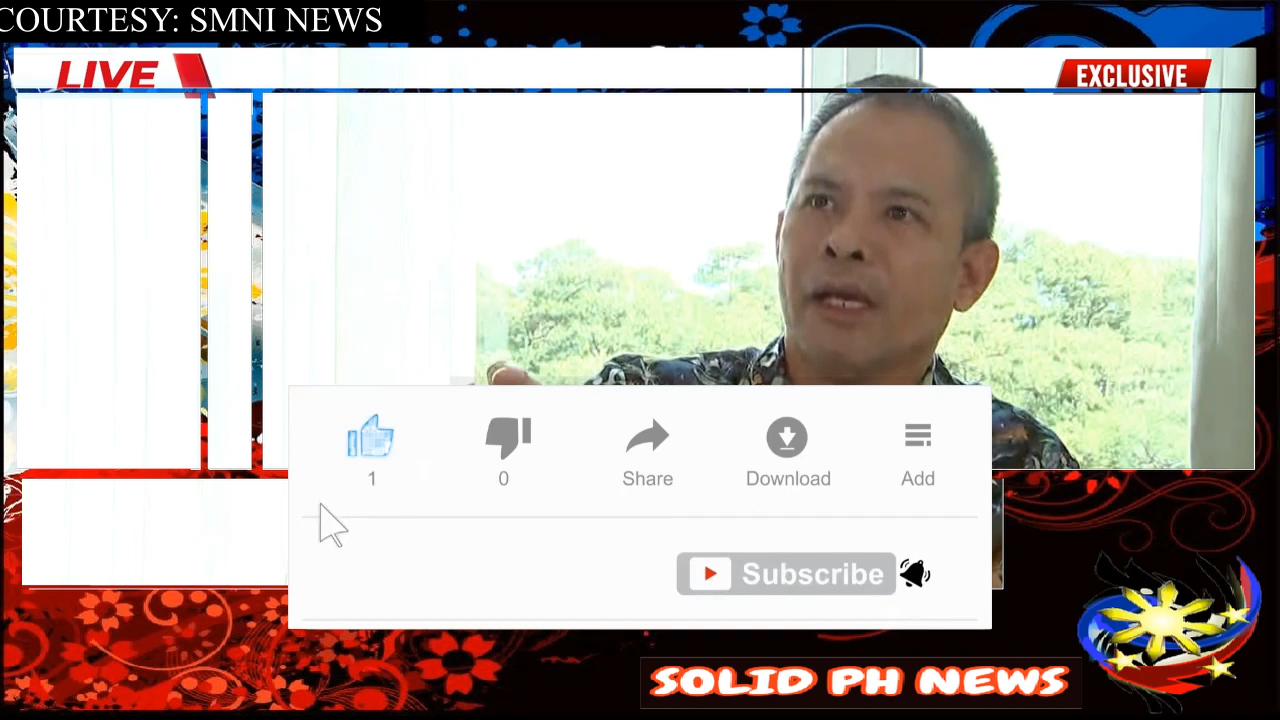 COURTESY: SMNI NEWS
LIVE
EXCLUSIVE
1
0
Share
Download
Add
Subscribe
SOLID PH NEWS